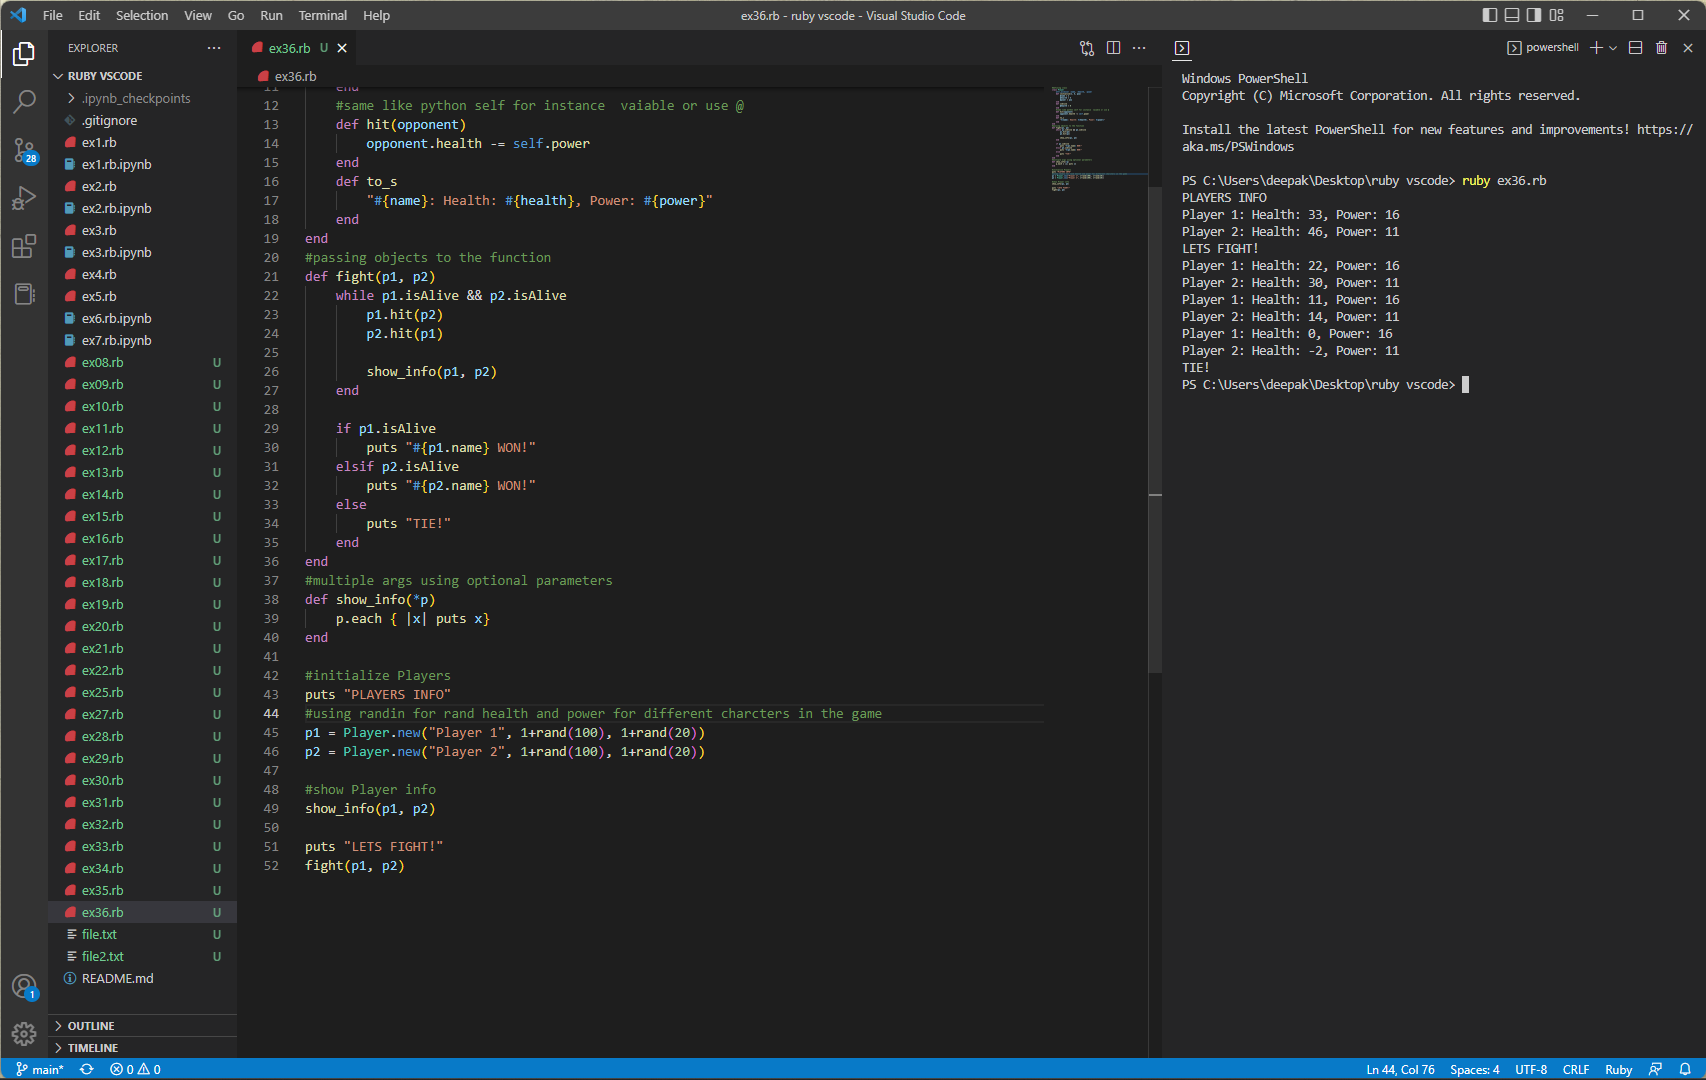 File Edit Selection View Go Run Terminal Help
ex36.rb - ruby vscode - Visual Studio Code
EXPLORER
RUBY VSCODE
.ipynb_checkpoints
.gitignore
ex1.rb
ex1.rb.ipynb
ex2.rb
ex2.rb.ipynb
ex3.rb
ex3.rb.ipynb
ex4.rb
ex5.rb
ex6.rb.ipynb
ex7.rb.ipynb
ex08.rb U
ex09.rb U
ex10.rb U
ex11.rb U
ex12.rb U
ex13.rb U
ex14.rb U
ex15.rb U
ex16.rb U
ex17.rb U
ex18.rb U
ex19.rb U
ex20.rb U
ex21.rb U
ex22.rb U
ex25.rb U
ex27.rb U
ex28.rb U
ex29.rb U
ex30.rb U
ex31.rb U
ex32.rb U
ex33.rb U
ex34.rb U
ex35.rb U
ex36.rb U
file.txt U
file2.txt U
README.md
OUTLINE
TIMELINE
28
1
ex36.rb U
ex36.rb
11 end
12 #same like python self for instance  vaiable or use @
13 def hit(opponent)
14 opponent.health -= self.power
15 end
16 def to_s
17 "#{name}: Health: #{health}, Power: #{power}"
18 end
19 end
20 #passing objects to the function
21 def fight(p1, p2)
22 while p1.isAlive && p2.isAlive
23 p1.hit(p2)
24 p2.hit(p1)
25
26 show_info(p1, p2)
27 end
28
29 if p1.isAlive
30 puts "#{p1.name} WON!"
31 elsif p2.isAlive
32 puts "#{p2.name} WON!"
33 else
34 puts "TIE!"
35 end
36 end
37 #multiple args using optional parameters
38 def show_info(*p)
39 p.each { |x| puts x}
40 end
41
42 #initialize Players
43 puts "PLAYERS INFO"
44 #using randin for rand health and power for different charcters in the game
45 p1 = Player.new("Player 1", 1+rand(100), 1+rand(20))
46 p2 = Player.new("Player 2", 1+rand(100), 1+rand(20))
47
48 #show Player info
49 show_info(p1, p2)
50
51 puts "LETS FIGHT!"
52 fight(p1, p2)
powershell
Windows PowerShell
Copyright (C) Microsoft Corporation. All rights reserved.
Install the latest PowerShell for new features and improvements! https://
aka.ms/PSWindows
PS C:\Users\deepak\Desktop\ruby vscode> ruby ex36.rb
PLAYERS INFO
Player 1: Health: 33, Power: 16
Player 2: Health: 46, Power: 11
LETS FIGHT!
Player 1: Health: 22, Power: 16
Player 2: Health: 30, Power: 11
Player 1: Health: 11, Power: 16
Player 2: Health: 14, Power: 11
Player 1: Health: 0, Power: 16
Player 2: Health: -2, Power: 11
TIE!
PS C:\Users\deepak\Desktop\ruby vscode>
main* 0 0
Ln 44, Col 76 Spaces: 4 UTF-8 CRLF Ruby